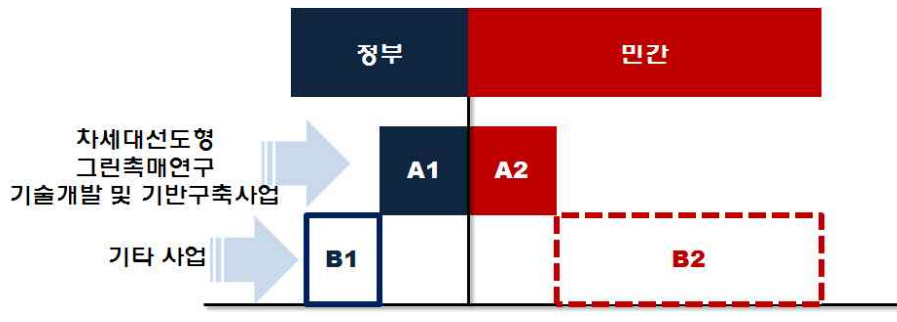 정부
민간
차세대선도형
그린촉매연구
기술개발 및 기반구축사업
A1
A2
기타 사업
B1
B2